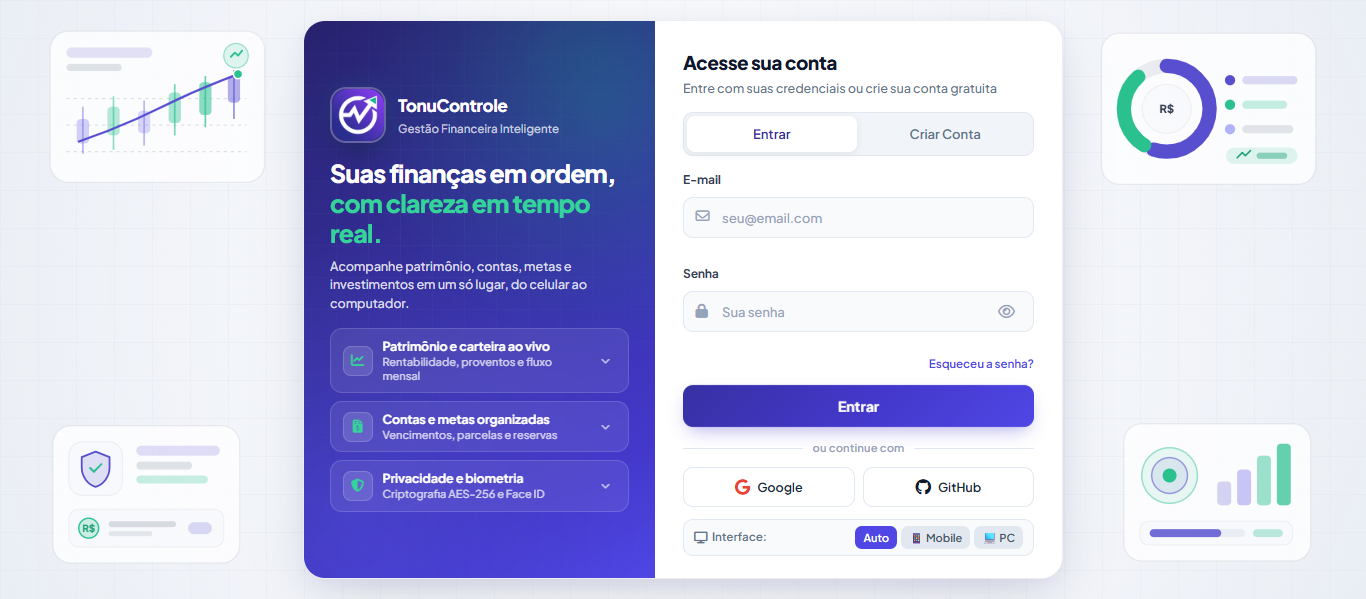 TonuControle
Gestão Financeira Inteligente
Suas finanças em ordem,
com clareza em tempo
real.
Acompanhe patrimônio, contas, metas e
investimentos em um só lugar, do celular ao
computador.
Patrimônio e carteira ao vivo
Rentabilidade, proventos e fluxo
mensal
Contas e metas organizadas
Vencimentos, parcelas e reservas
Privacidade e biometria
Criptografia AES-256 e Face ID
Acesse sua conta
Entre com suas credenciais ou crie sua conta gratuita
Entrar
Criar Conta
E-mail
seu@email.com
Senha
Sua senha
Esqueceu a senha?
Entrar
ou continue com
Google
GitHub
Interface:
Auto
Mobile
PC
R$
R$